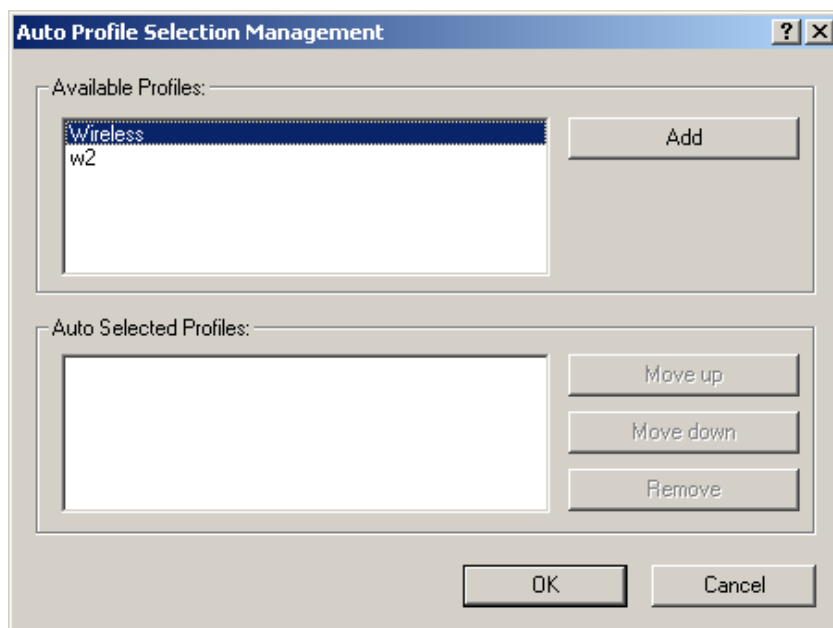 Auto Profile Selection Management
Available Profiles:
Wireless
w2
Add
Auto Selected Profiles:
Move up
Move down
Remove
OK
Cancel